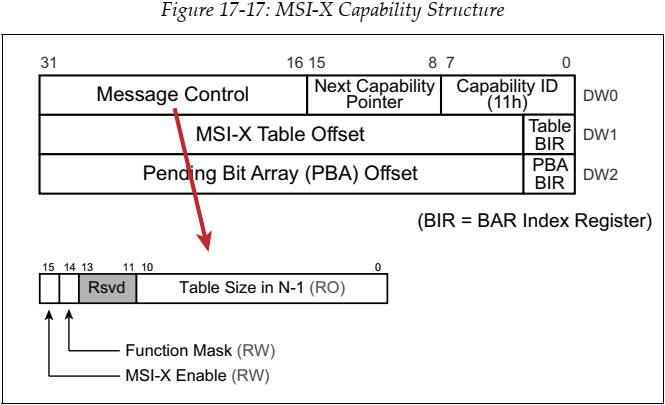 Figure 17-17: MSI-X Capability Structure
31 16 15 8 7 0
Message Control Next Capability Pointer Capability ID (11h) DW0
MSI-X Table Offset Table BIR DW1
Pending Bit Array (PBA) Offset PBA BIR DW2
(BIR = BAR Index Register)
15 14 13 11 10 0
Rsvd Table Size in N-1 (RO)
Function Mask (RW)
MSI-X Enable (RW)